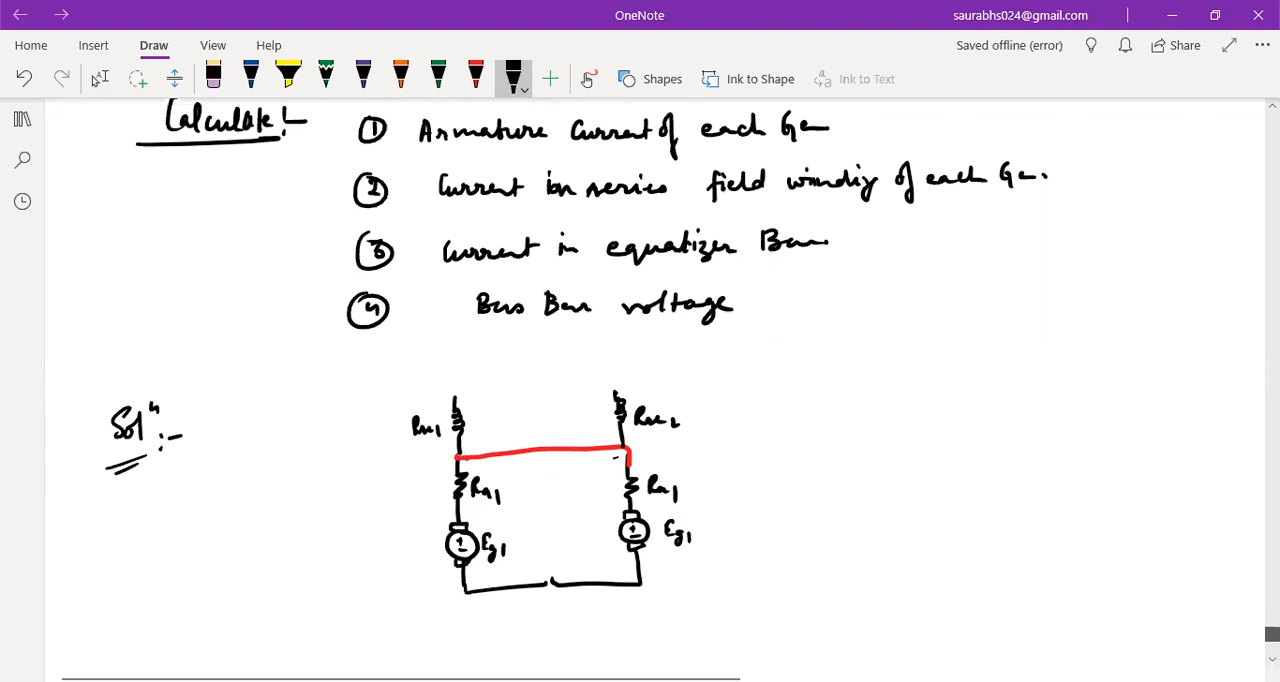 OneNote
saurabhs024@gmail.com
Home Insert Draw View Help
Saved offline (error) Share
Shapes Ink to Shape Ink to Text
Calculate :-
① Armature Current of each Gen
② Current in series field winding of each Gen.
③ Current in equalizer Bar
④ Bus Bar voltage
Solⁿ :-
Rse1 Rse2
Ra1 Ra1
Eg1 Eg1